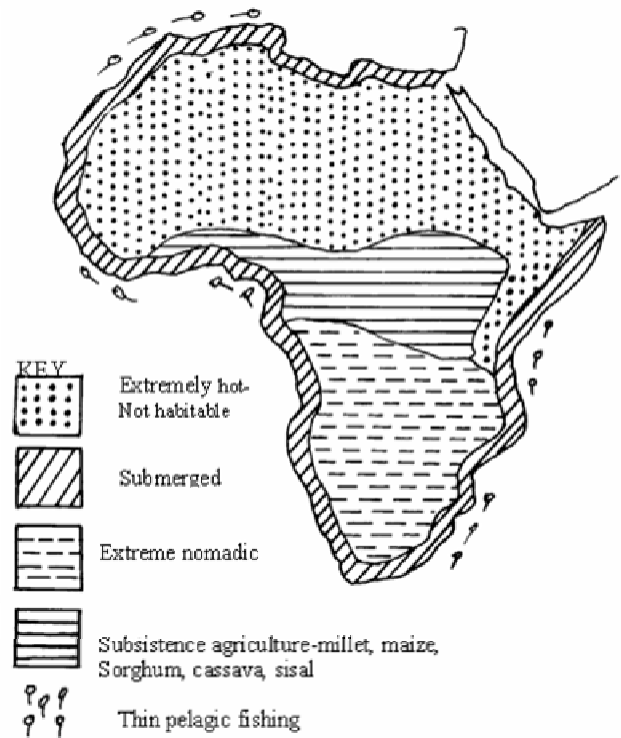 KEY
Extremely hot-
Not habitable
Submerged
Extreme nomadic
Subsistence agriculture-millet, maize,
Sorghum, cassava, sisal
Thin pelagic fishing